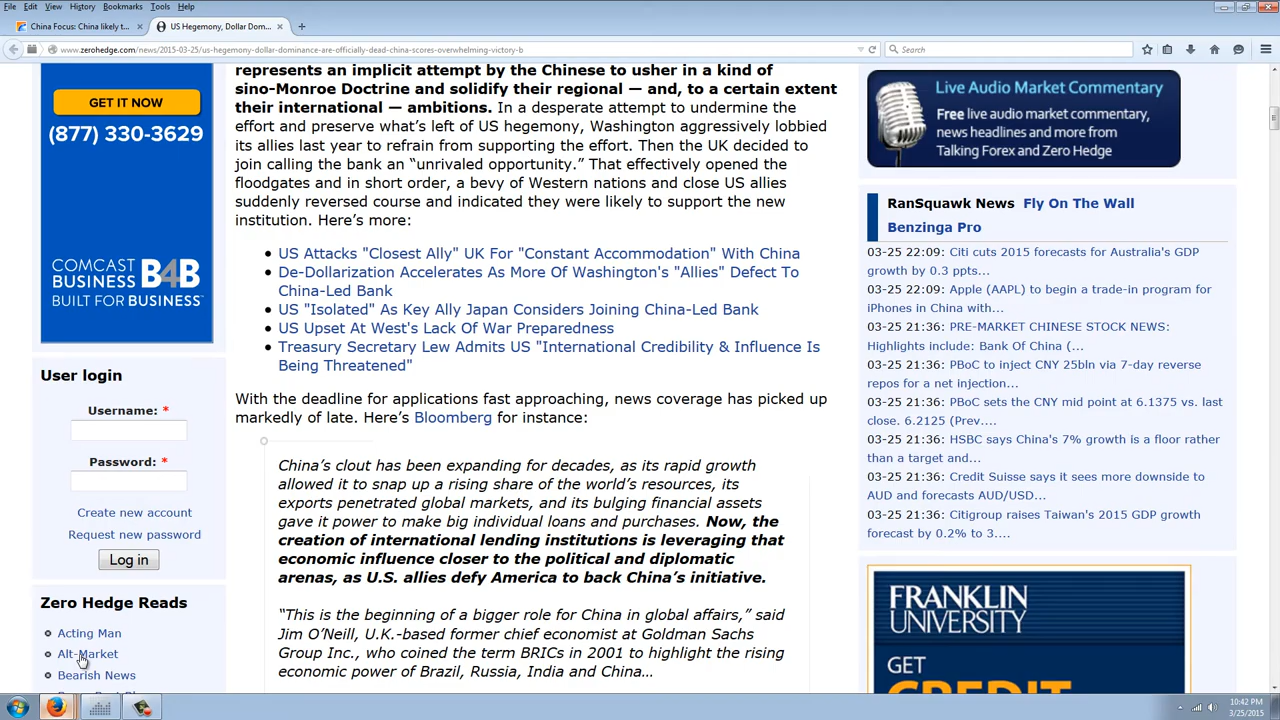 File Edit View History Bookmarks Tools Help
China Focus: China likely t... × US Hegemony, Dollar Dom... × +
www.zerohedge.com/news/2015-03-25/us-hegemony-dollar-dominance-are-officially-dead-china-scores-overwhelming-victory-b
Search
GET IT NOW
(877) 330-3629
COMCAST
BUSINESS B4B
BUILT FOR BUSINESS™
User login
Username: *
Password: *
Create new account
Request new password
Log in
Zero Hedge Reads
Acting Man
Alt-Market
Bearish News
represents an implicit attempt by the Chinese to usher in a kind of
sino-Monroe Doctrine and solidify their regional — and, to a certain extent
their international — ambitions. In a desperate attempt to undermine the
effort and preserve what’s left of US hegemony, Washington aggressively lobbied
its allies last year to refrain from supporting the effort. Then the UK decided to
join calling the bank an “unrivaled opportunity.” That effectively opened the
floodgates and in short order, a bevy of Western nations and close US allies
suddenly reversed course and indicated they were likely to support the new
institution. Here’s more:
US Attacks "Closest Ally" UK For "Constant Accommodation" With China
De-Dollarization Accelerates As More Of Washington's "Allies" Defect To
China-Led Bank
US "Isolated" As Key Ally Japan Considers Joining China-Led Bank
US Upset At West's Lack Of War Preparedness
Treasury Secretary Lew Admits US "International Credibility & Influence Is
Being Threatened"
With the deadline for applications fast approaching, news coverage has picked up
markedly of late. Here’s Bloomberg for instance:
China’s clout has been expanding for decades, as its rapid growth
allowed it to snap up a rising share of the world’s resources, its
exports penetrated global markets, and its bulging financial assets
gave it power to make big individual loans and purchases. Now, the
creation of international lending institutions is leveraging that
economic influence closer to the political and diplomatic
arenas, as U.S. allies defy America to back China’s initiative.
“This is the beginning of a bigger role for China in global affairs,” said
Jim O’Neill, U.K.-based former chief economist at Goldman Sachs
Group Inc., who coined the term BRICs in 2001 to highlight the rising
economic power of Brazil, Russia, India and China…
Live Audio Market Commentary
Free live audio market commentary,
news headlines and more from
Talking Forex and Zero Hedge
RanSquawk News Fly On The Wall
Benzinga Pro
03-25 22:09: Citi cuts 2015 forecasts for Australia's GDP
growth by 0.3 ppts...
03-25 22:09: Apple (AAPL) to begin a trade-in program for
iPhones in China with...
03-25 21:36: PRE-MARKET CHINESE STOCK NEWS:
Highlights include: Bank Of China (...
03-25 21:36: PBoC to inject CNY 25bln via 7-day reverse
repos for a net injection...
03-25 21:36: PBoC sets the CNY mid point at 6.1375 vs. last
close. 6.2125 (Prev....
03-25 21:36: HSBC says China's 7% growth is a floor rather
than a target and...
03-25 21:36: Credit Suisse says it sees more downside to
AUD and forecasts AUD/USD...
03-25 21:36: Citigroup raises Taiwan's 2015 GDP growth
forecast by 0.2% to 3....
FRANKLIN
UNIVERSITY
GET
CREDIT
10:42 PM
3/25/2015